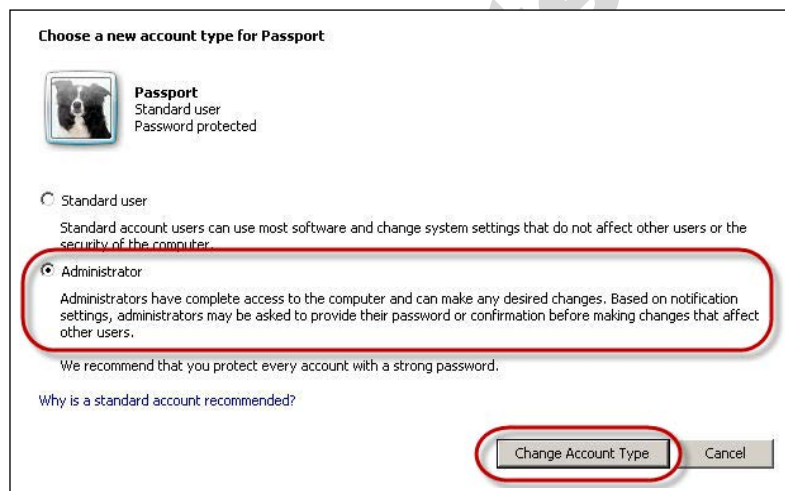 Choose a new account type for Passport
Passport
Standard user
Password protected
Standard user
Standard account users can use most software and change system settings that do not affect other users or the
security of the computer.
Administrator
Administrators have complete access to the computer and can make any desired changes. Based on notification
settings, administrators may be asked to provide their password or confirmation before making changes that affect
other users.
We recommend that you protect every account with a strong password.
Why is a standard account recommended?
Change Account Type
Cancel